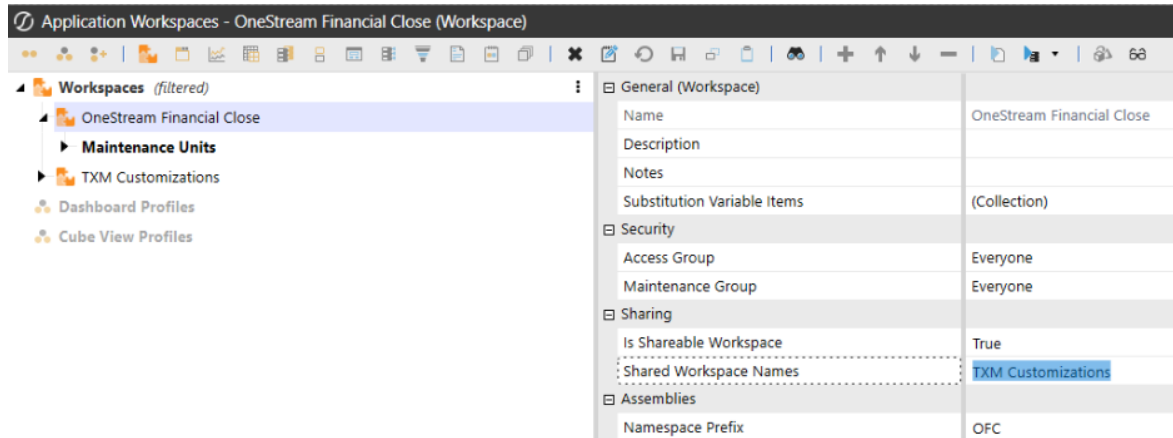 Application Workspaces - OneStream Financial Close (Workspace)
Workspaces (filtered)
OneStream Financial Close
Maintenance Units
TXM Customizations
Dashboard Profiles
Cube View Profiles
General (Workspace)
Name OneStream Financial Close
Description
Notes
Substitution Variable Items (Collection)
Security
Access Group Everyone
Maintenance Group Everyone
Sharing
Is Shareable Workspace True
Shared Workspace Names TXM Customizations
Assemblies
Namespace Prefix OFC